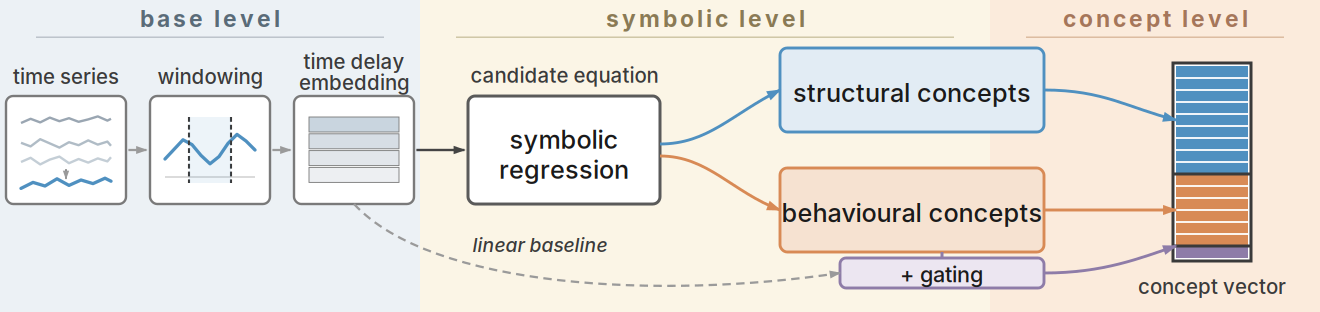 base level
symbolic level
concept level
time series
windowing
time delay
embedding
candidate equation
symbolic
regression
structural concepts
behavioural concepts
linear baseline
+ gating
concept vector